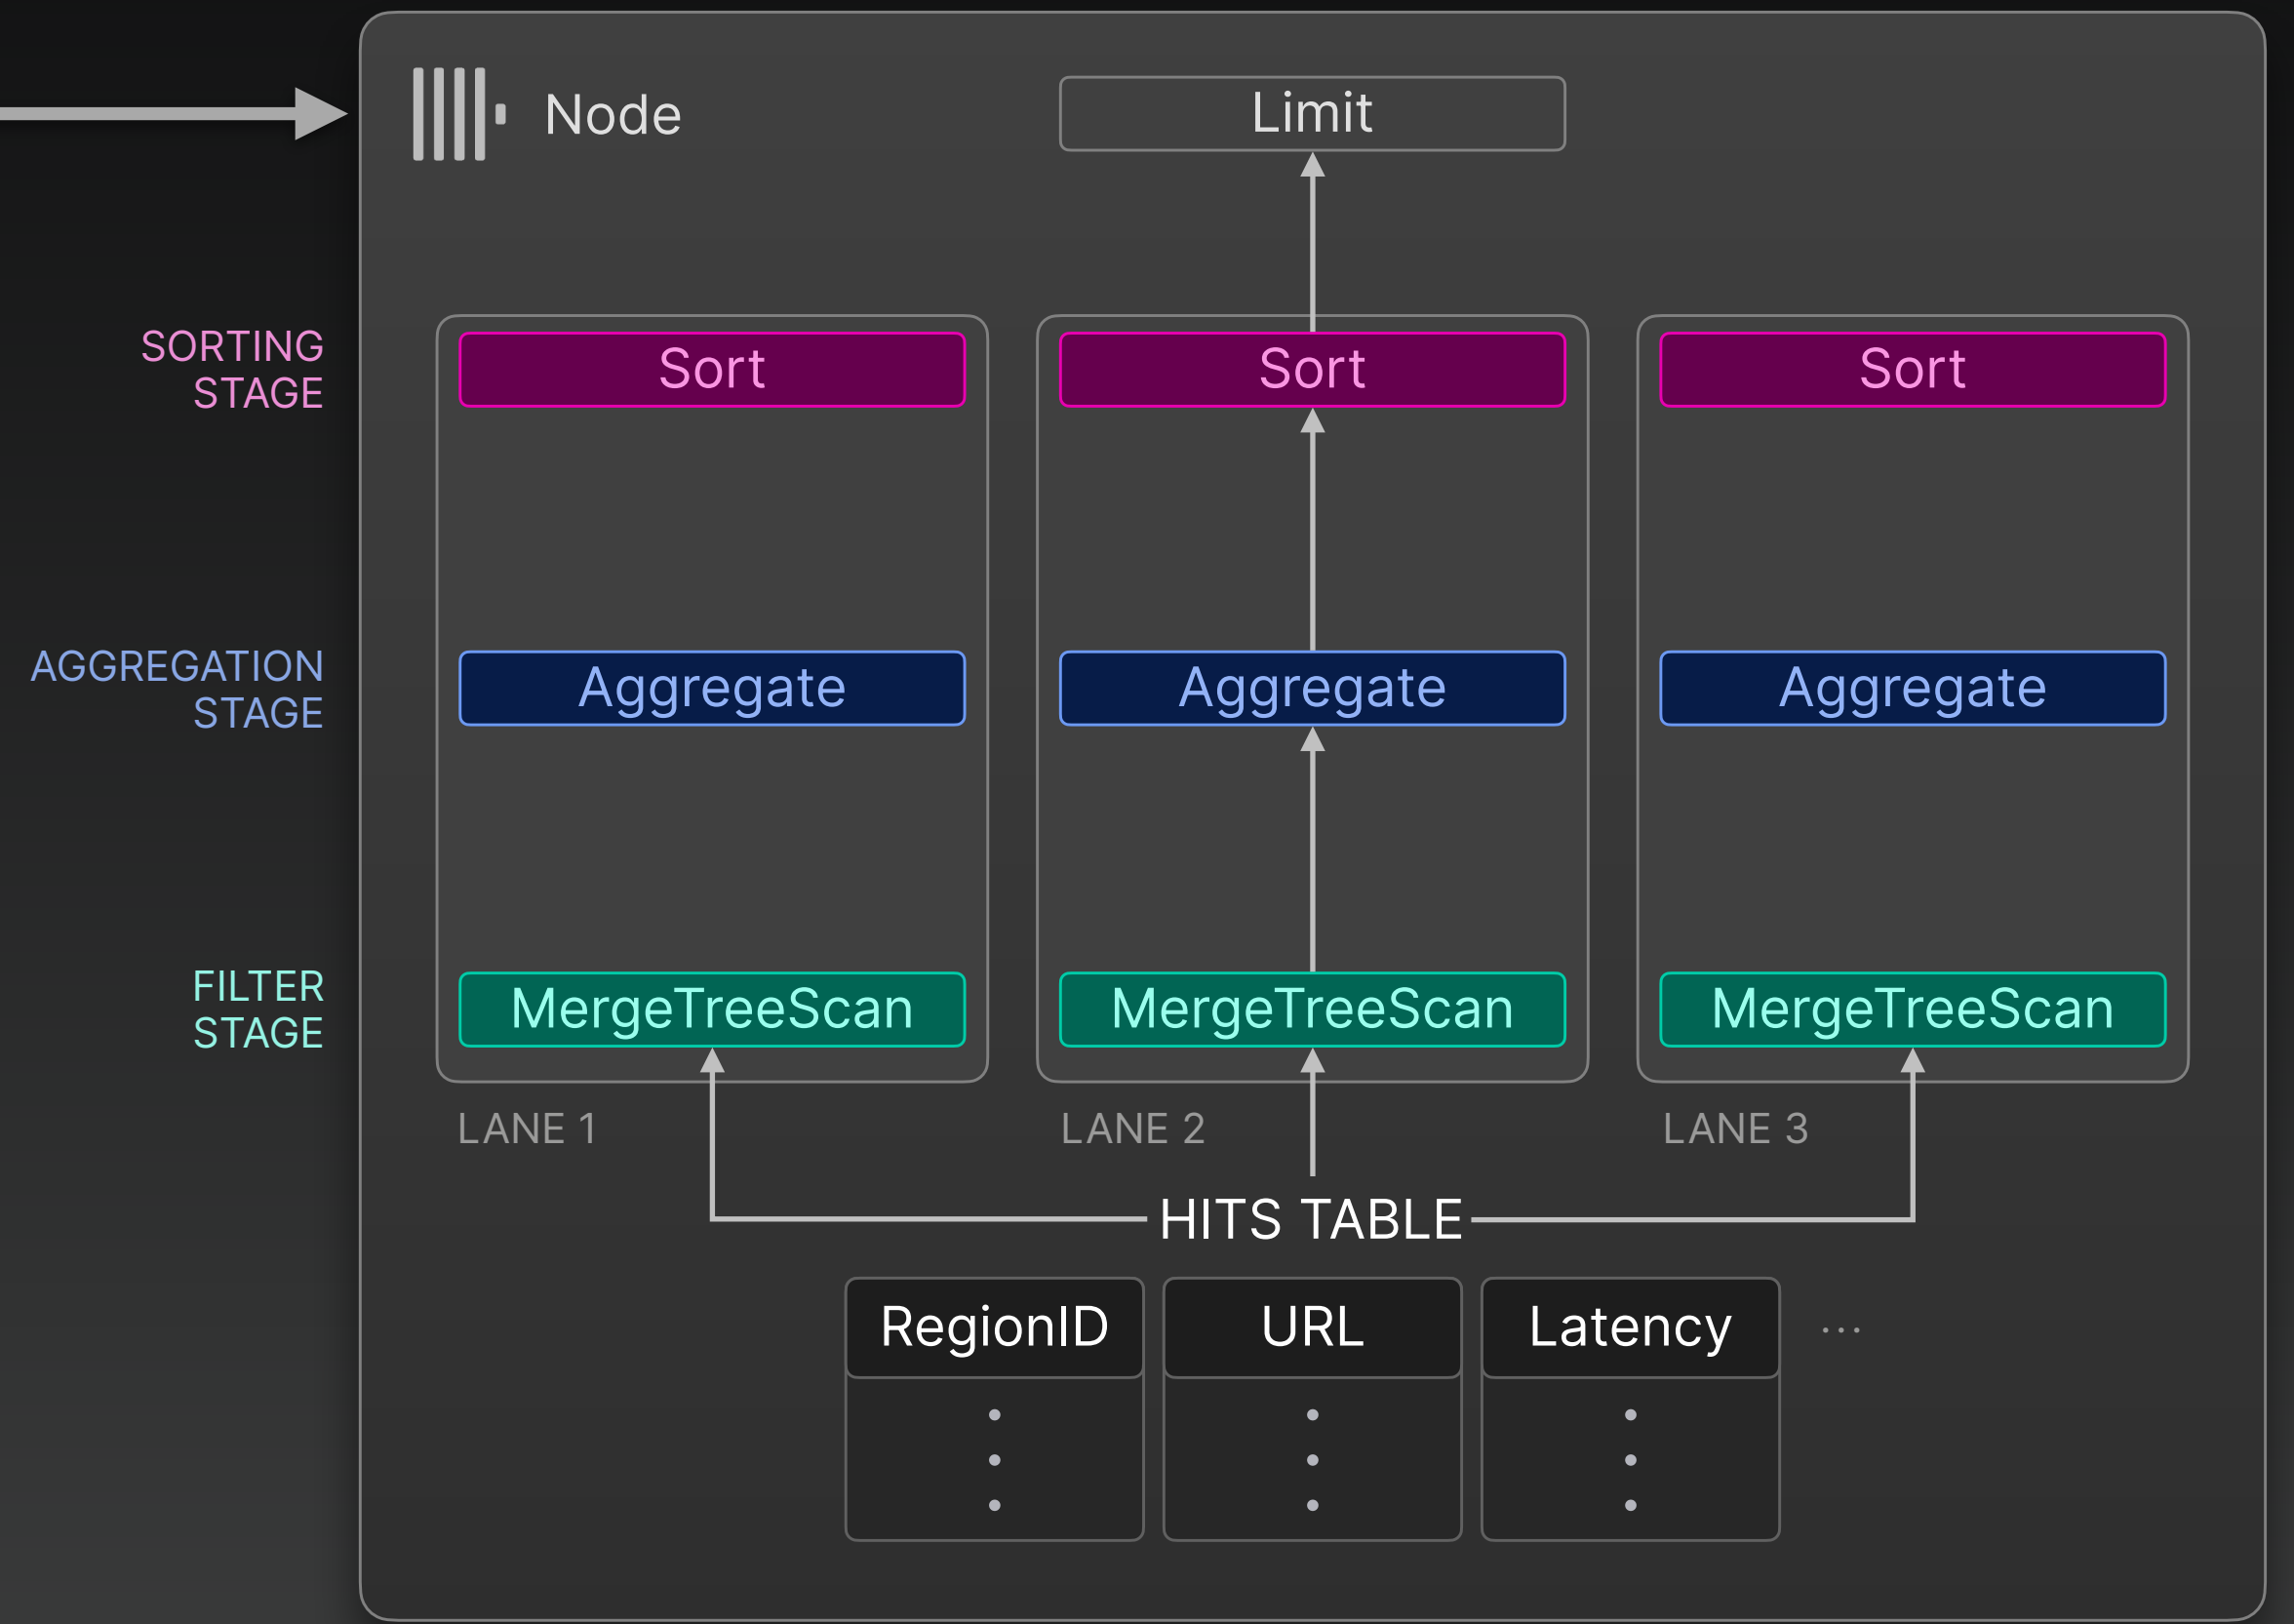 Node
Limit
SORTING
STAGE
Sort
Sort
Sort
AGGREGATION
STAGE
Aggregate
Aggregate
Aggregate
FILTER
STAGE
MergeTreeScan
MergeTreeScan
MergeTreeScan
LANE 1
LANE 2
LANE 3
HITS TABLE
RegionID
URL
Latency
...